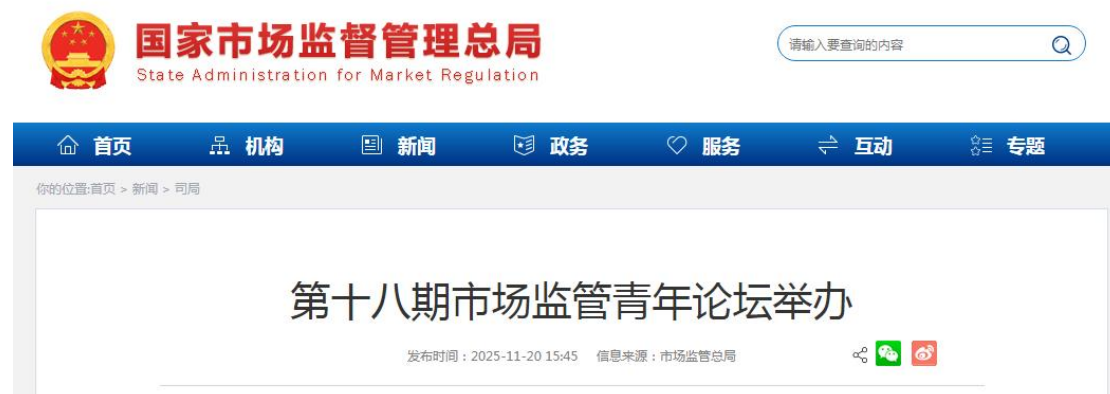 国家市场监督管理总局
State Administration for Market Regulation
请输入要查询的内容
首页 机构 新闻 政务 服务 互动 专题
你的位置:首页 > 新闻 > 司局
第十八期市场监管青年论坛举办
发布时间：2025-11-20 15:45 信息来源：市场监管总局